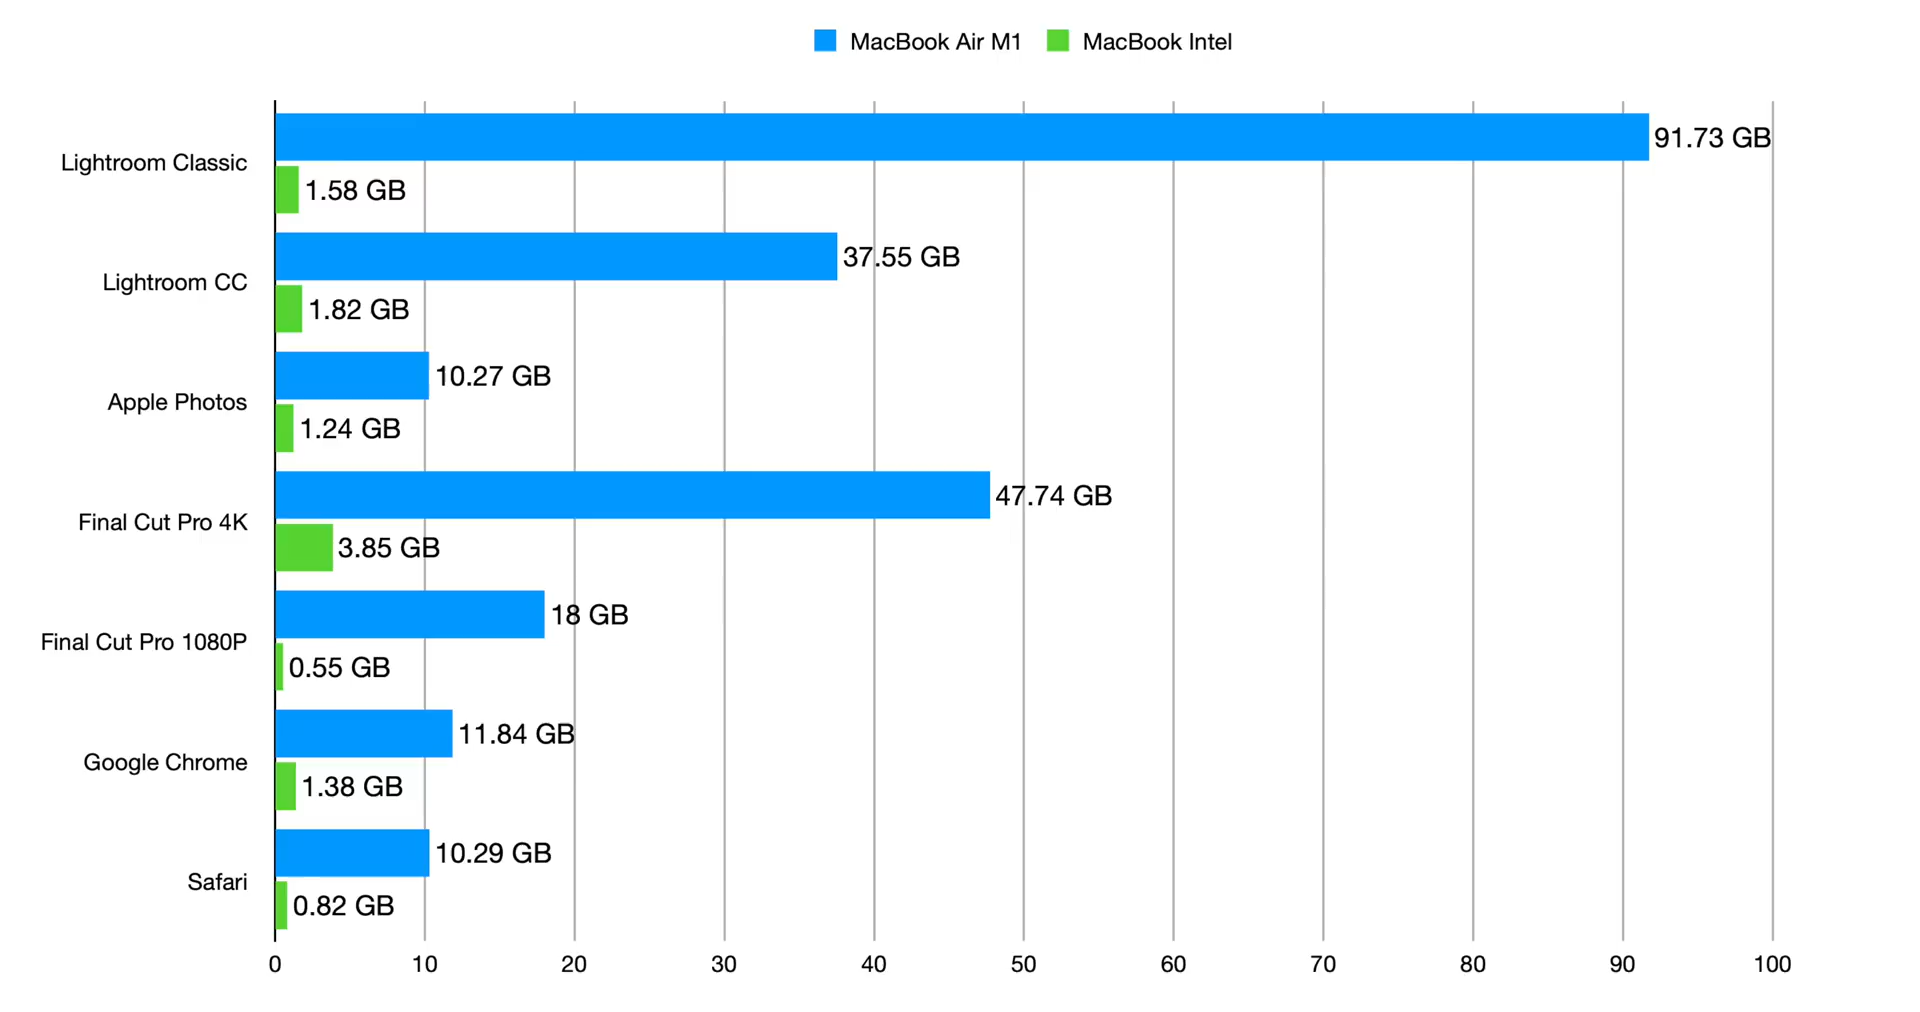 MacBook Air M1 MacBook Intel
Lightroom Classic
91.73 GB
1.58 GB
Lightroom CC
37.55 GB
1.82 GB
Apple Photos
10.27 GB
1.24 GB
Final Cut Pro 4K
47.74 GB
3.85 GB
Final Cut Pro 1080P
18 GB
0.55 GB
Google Chrome
11.84 GB
1.38 GB
Safari
10.29 GB
0.82 GB
0 10 20 30 40 50 60 70 80 90 100